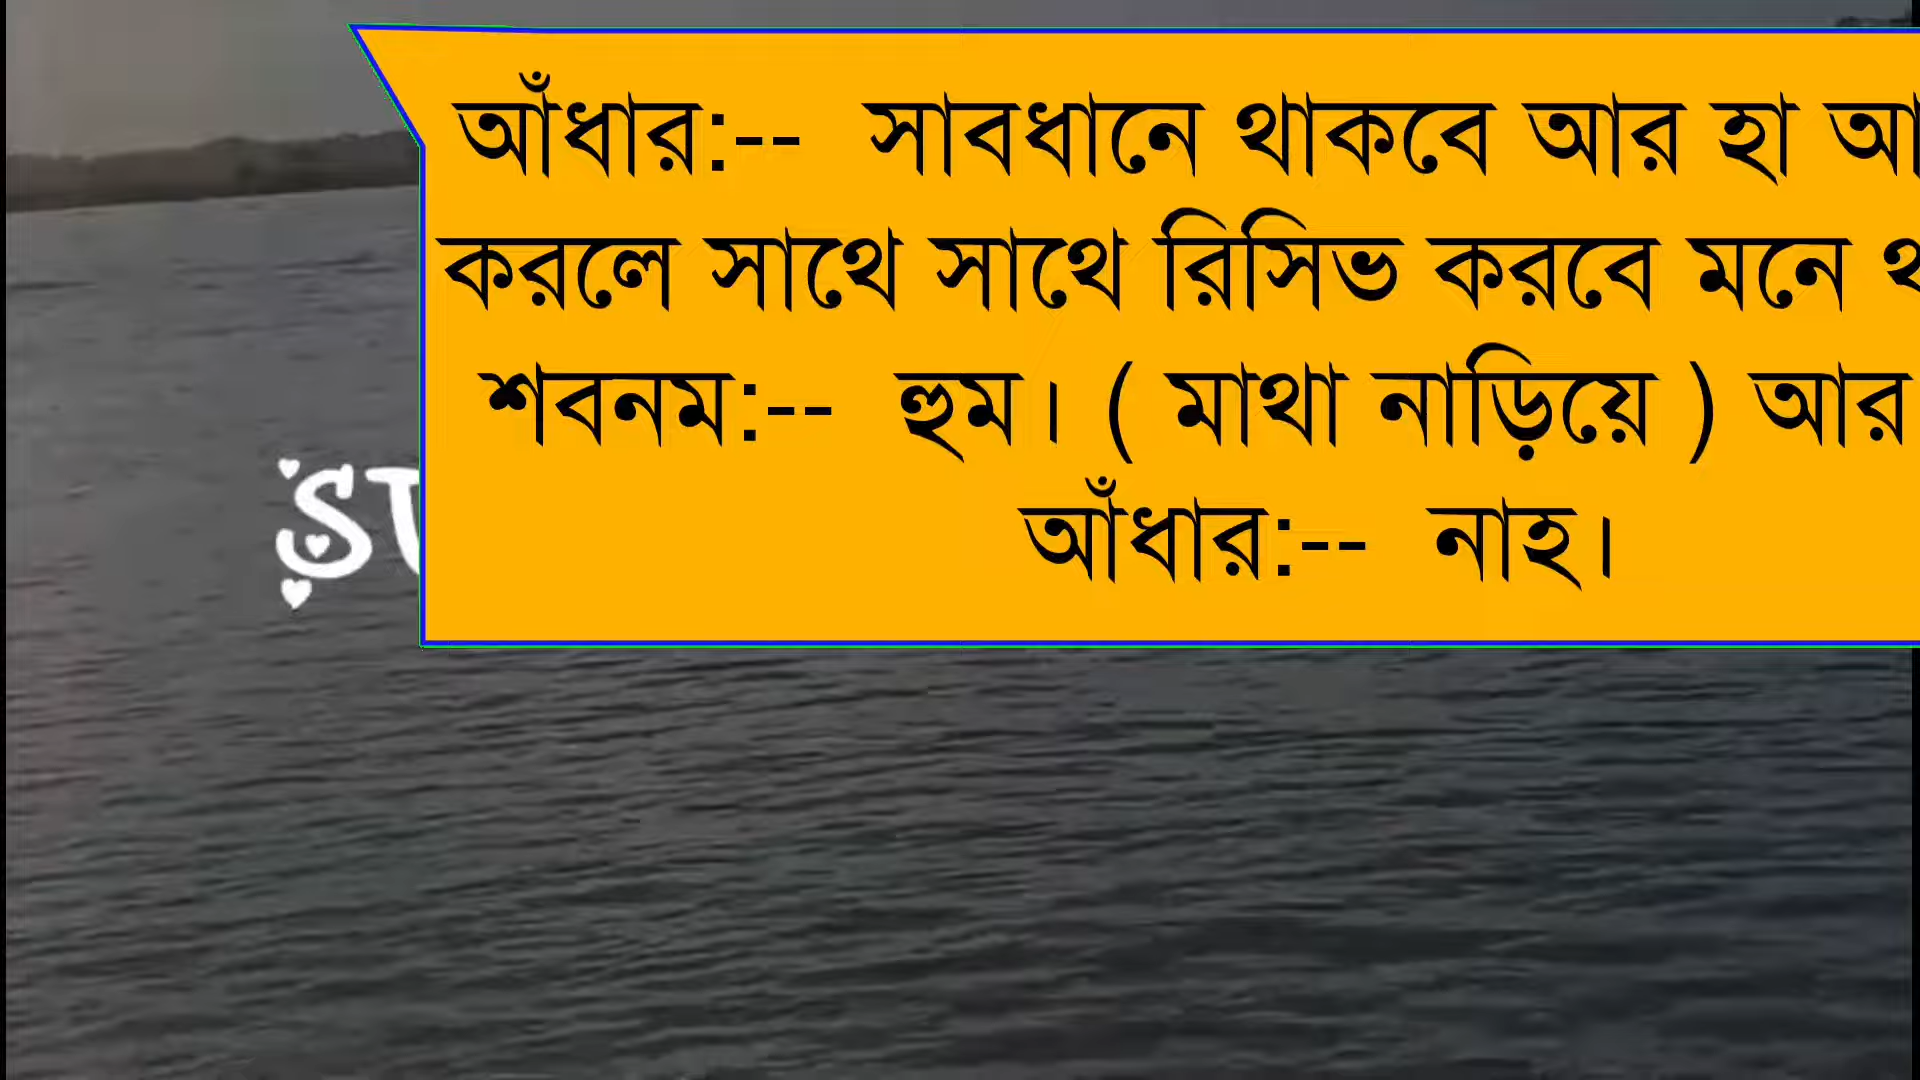 আঁধার:-- সাবধানে থাকবে আর হা
করলে সাথে সাথে রিসিভ করবে মনে
শবনম:-- হুম। ( মাথা নাড়িয়ে ) আর
আঁধার:-- নাহ।